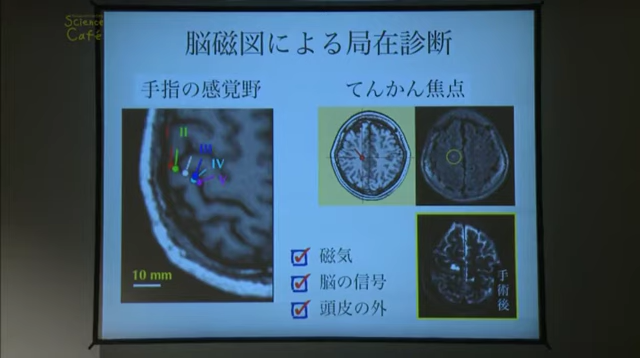 Science
Café
脳磁図による局在診断
手指の感覚野
てんかん焦点
II
III
IV
10 mm
磁気
脳の信号
頭皮の外
手術後